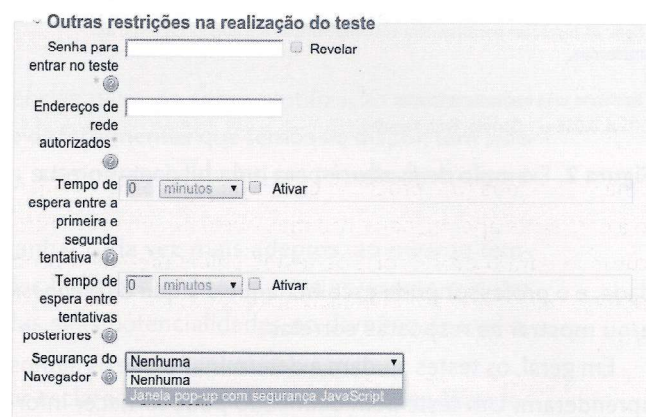 Outras restrições na realização do teste
Senha para Revelar
entrar no teste
*
Endereços de
rede
autorizados*
Tempo de 0 minutos Ativar
espera entre a
primeira e
segunda
tentativa*
Tempo de 0 minutos Ativar
espera entre
tentativas
posteriores*
Segurança do Nenhuma
Navegador* Nenhuma
Janela pop-up com segurança JavaScript